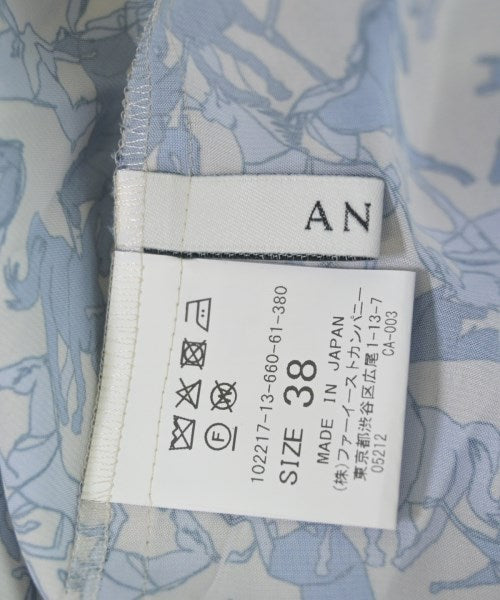 AN
102217-13-660-61-380
SIZE 38
MADE IN JAPAN
(株)ファーイーストカンパニー
東京都渋谷区広尾1-13-7
05212 CA-003
F